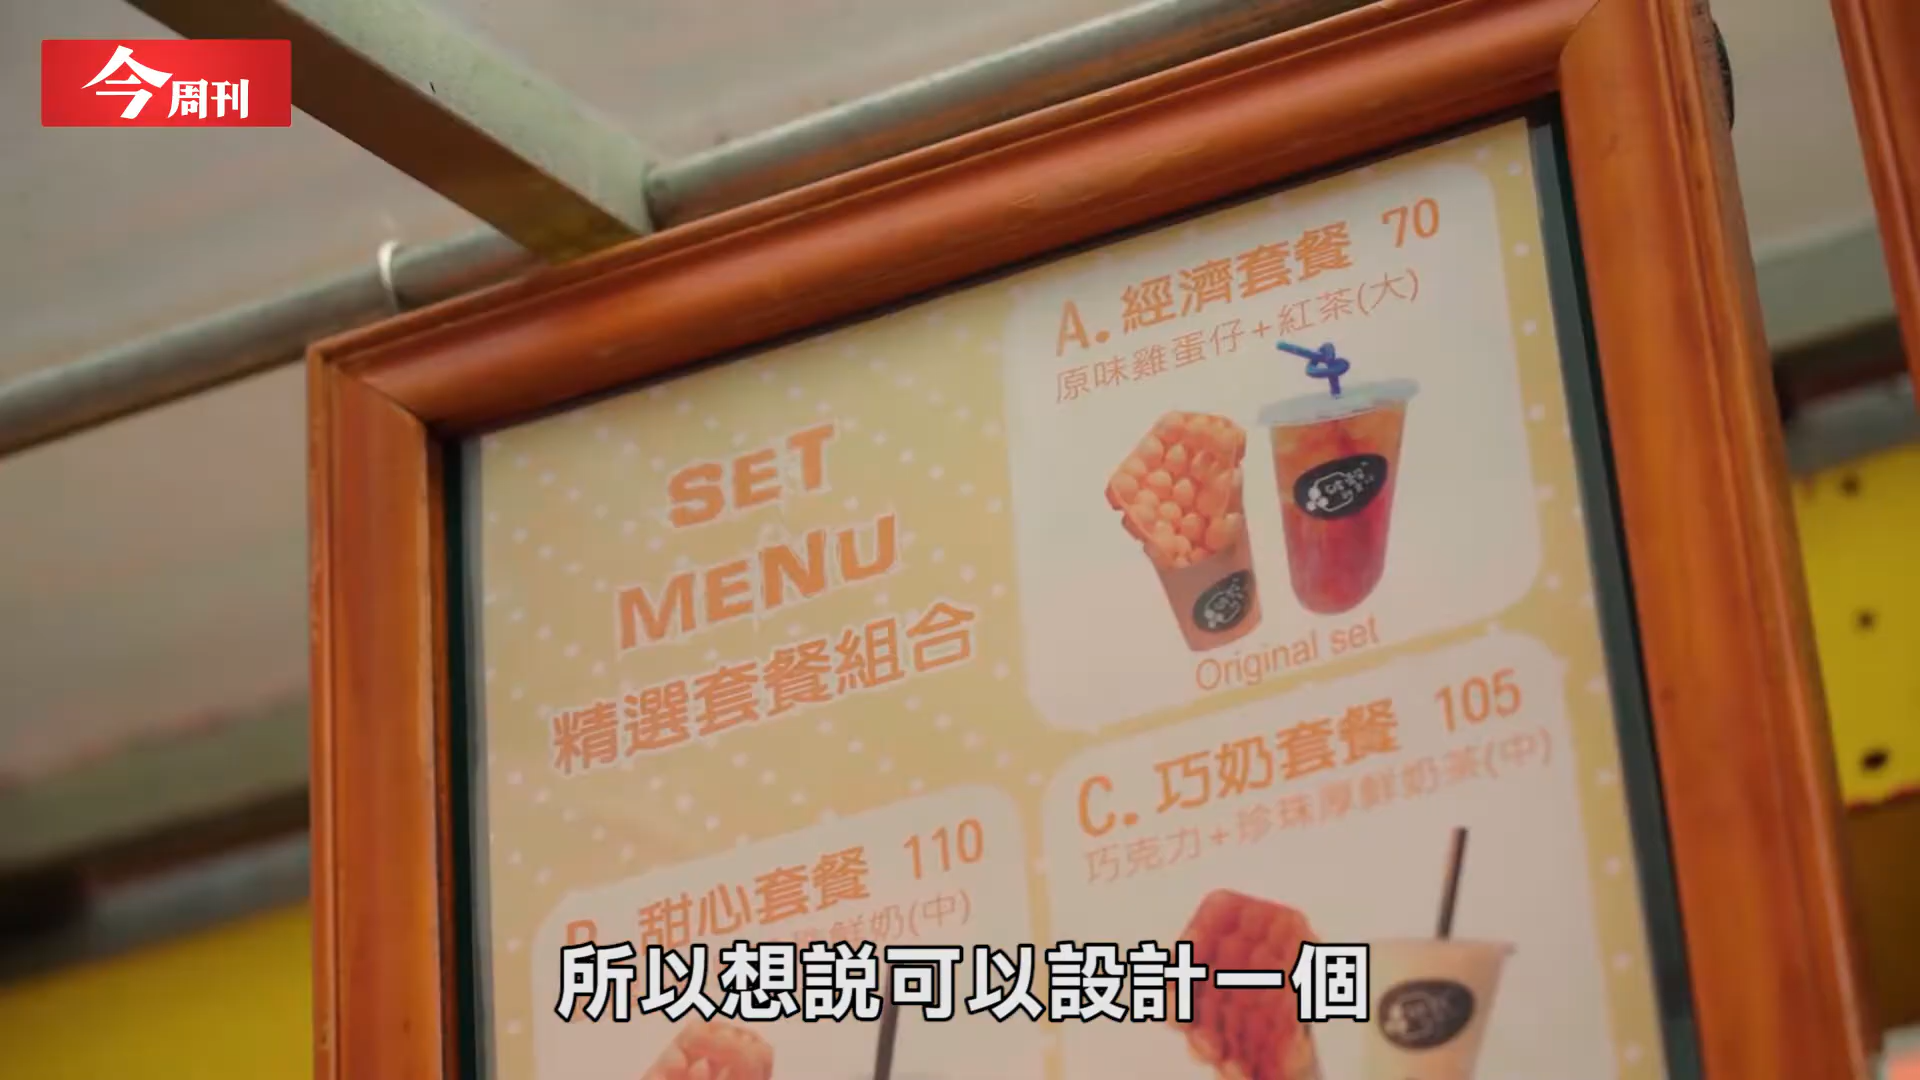 今周刊
SET
MENU
精選套餐組合
A. 經濟套餐 70
原味雞蛋仔+紅茶(大)
Original set
B. 甜心套餐 110
鮮奶(中)
C. 巧奶套餐 105
巧克力+珍珠厚鮮奶茶(中)
所以想説可以設計一個